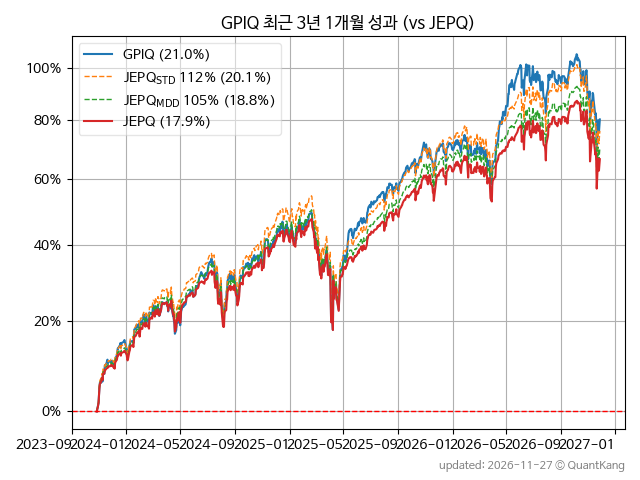 GPIQ 최근 3년 1개월 성과 (vs JEPQ)
GPIQ (21.0%)
JEPQSTD 112% (20.1%)
JEPQMDD 105% (18.8%)
JEPQ (17.9%)
100%
80%
60%
40%
20%
0%
2023-09 2024-01 2024-05 2024-09 2025-01 2025-05 2025-09 2026-01 2026-05 2026-09 2027-01
updated: 2026-11-27 © QuantKang